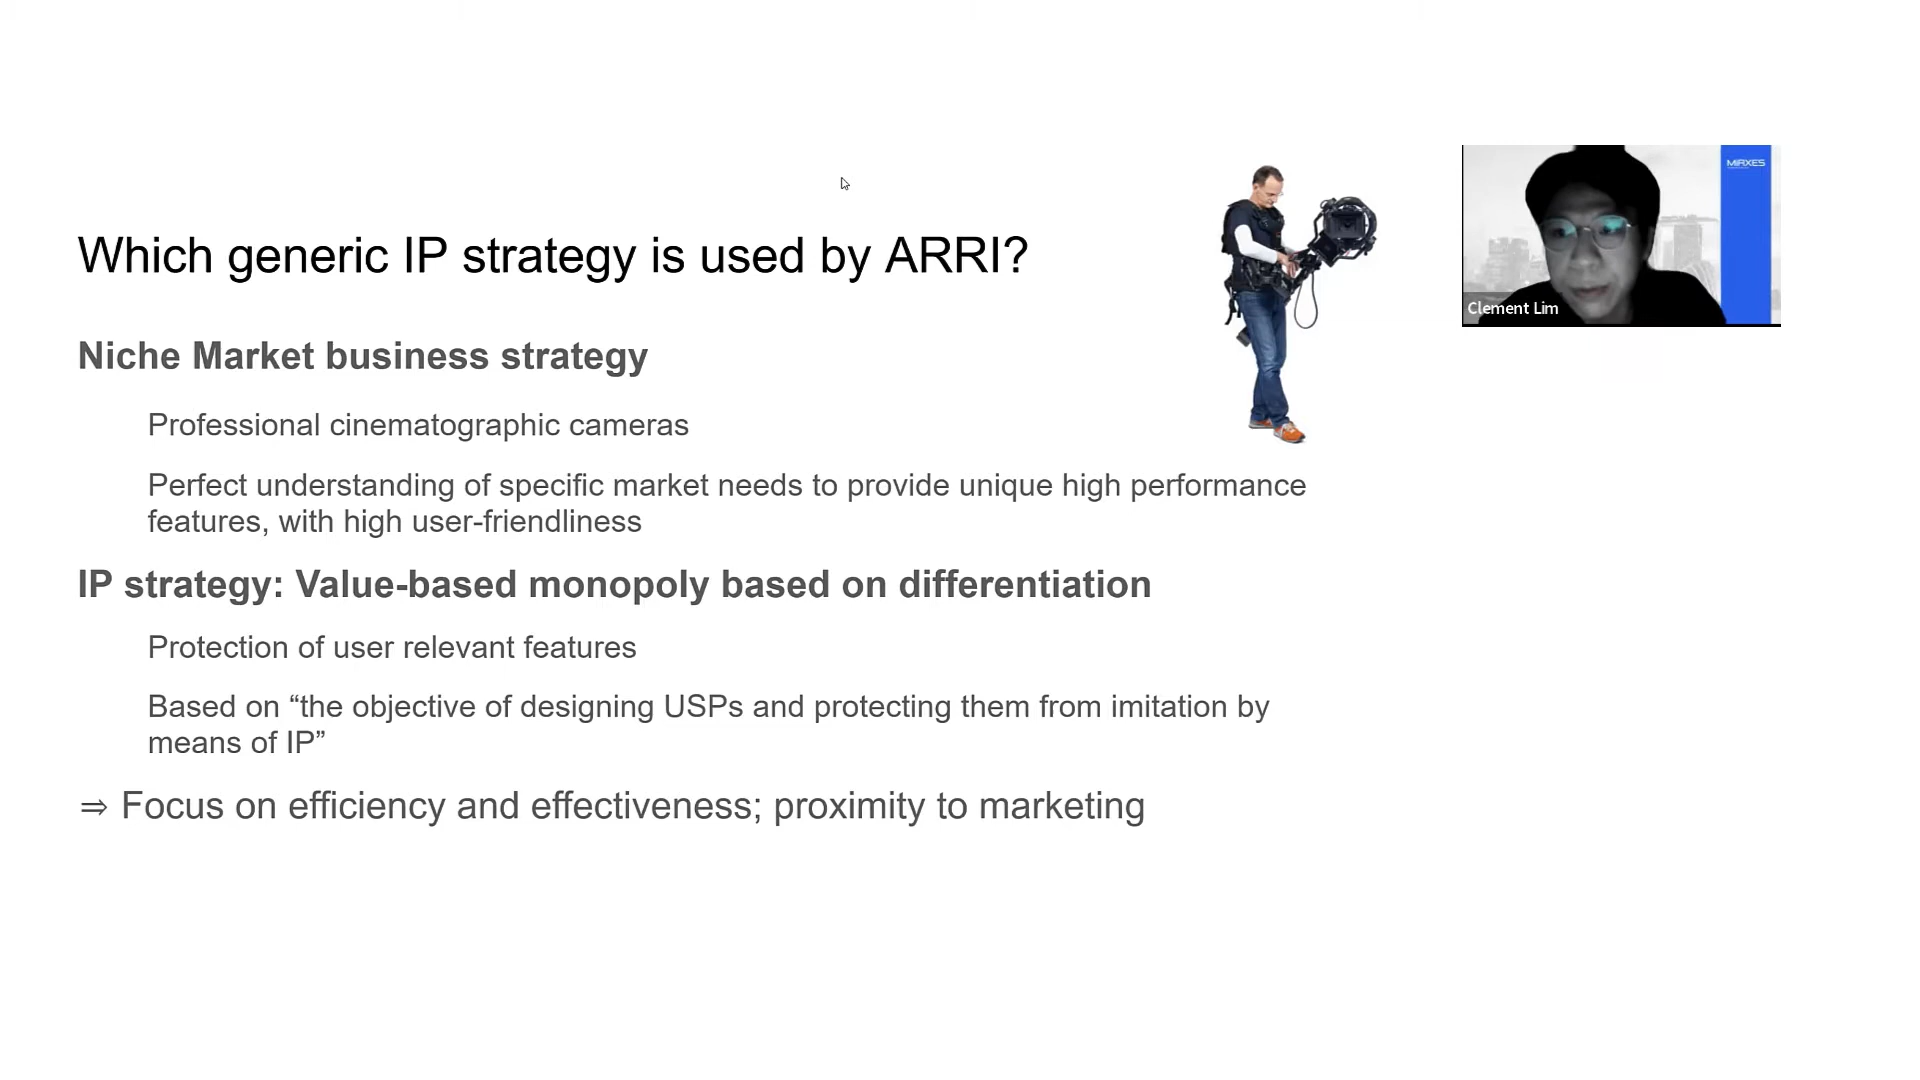 Which generic IP strategy is used by ARRI?
MIRXES
Clement Lim
Niche Market business strategy
Professional cinematographic cameras
Perfect understanding of specific market needs to provide unique high performance
features, with high user-friendliness
IP strategy: Value-based monopoly based on differentiation
Protection of user relevant features
Based on “the objective of designing USPs and protecting them from imitation by
means of IP”
⇒ Focus on efficiency and effectiveness; proximity to marketing